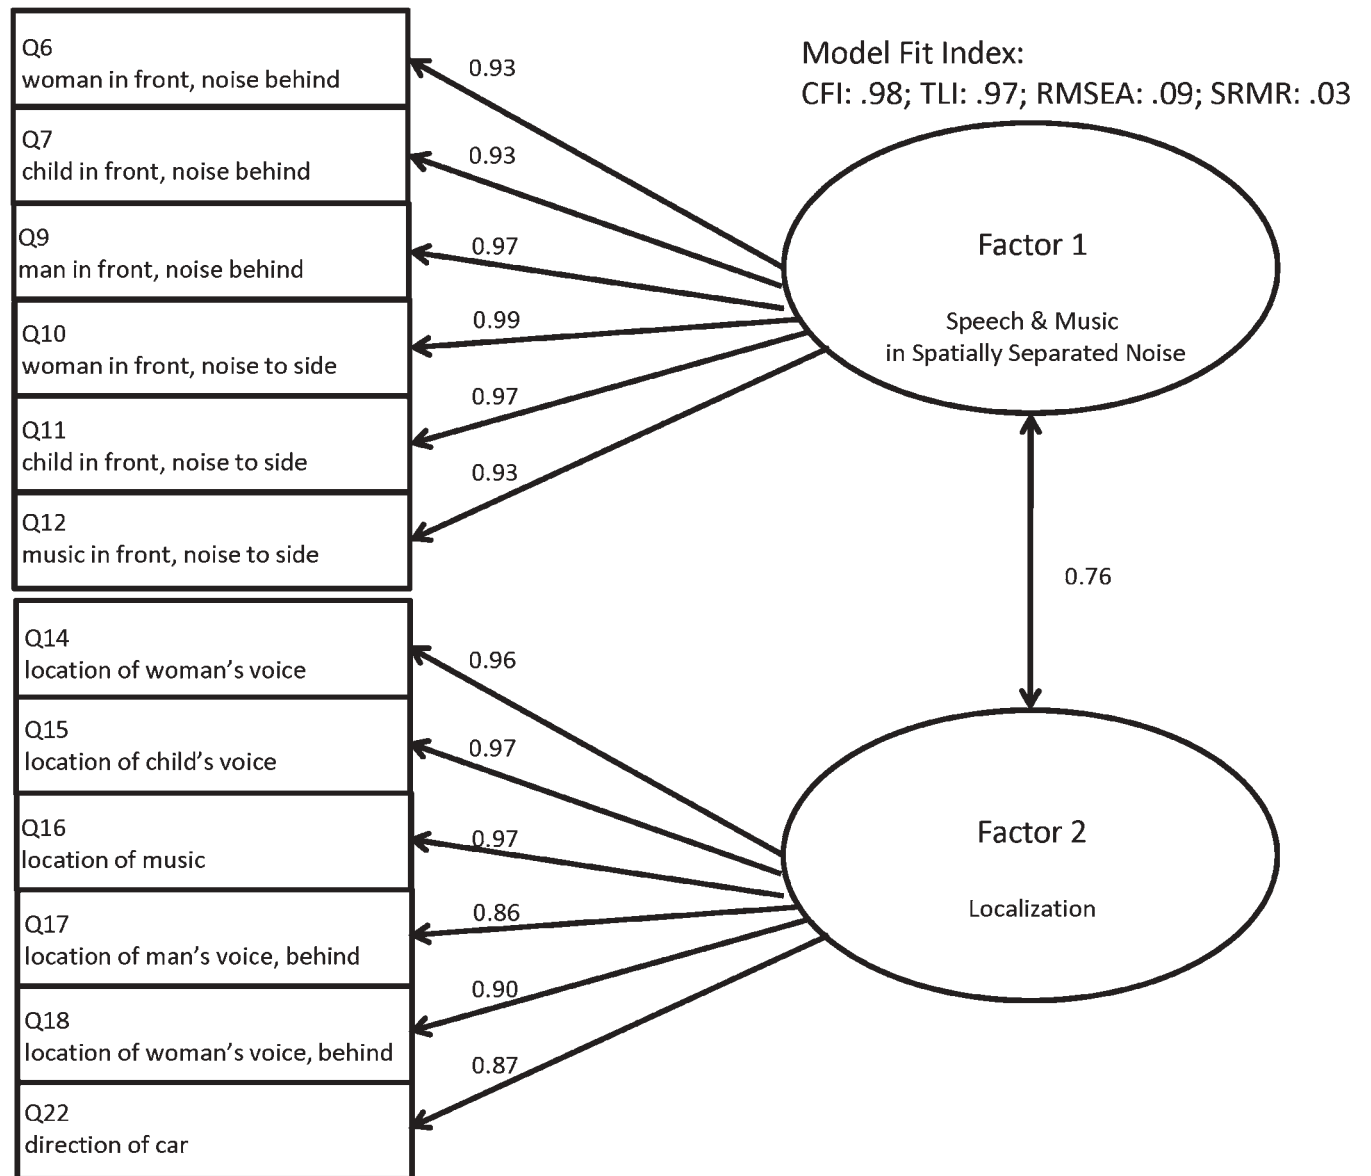 Q6
woman in front, noise behind
Q7
child in front, noise behind
Q9
man in front, noise behind
Q10
woman in front, noise to side
Q11
child in front, noise to side
Q12
music in front, noise to side
0.93
0.93
0.97
0.99
0.97
0.93
Model Fit Index:
CFI: .98; TLI: .97; RMSEA: .09; SRMR: .03
Factor 1
Speech & Music
in Spatially Separated Noise
0.76
Q14
location of woman's voice
Q15
location of child's voice
Q16
location of music
Q17
location of man's voice, behind
Q18
location of woman's voice, behind
Q22
direction of car
0.96
0.97
0.97
0.86
0.90
0.87
Factor 2
Localization